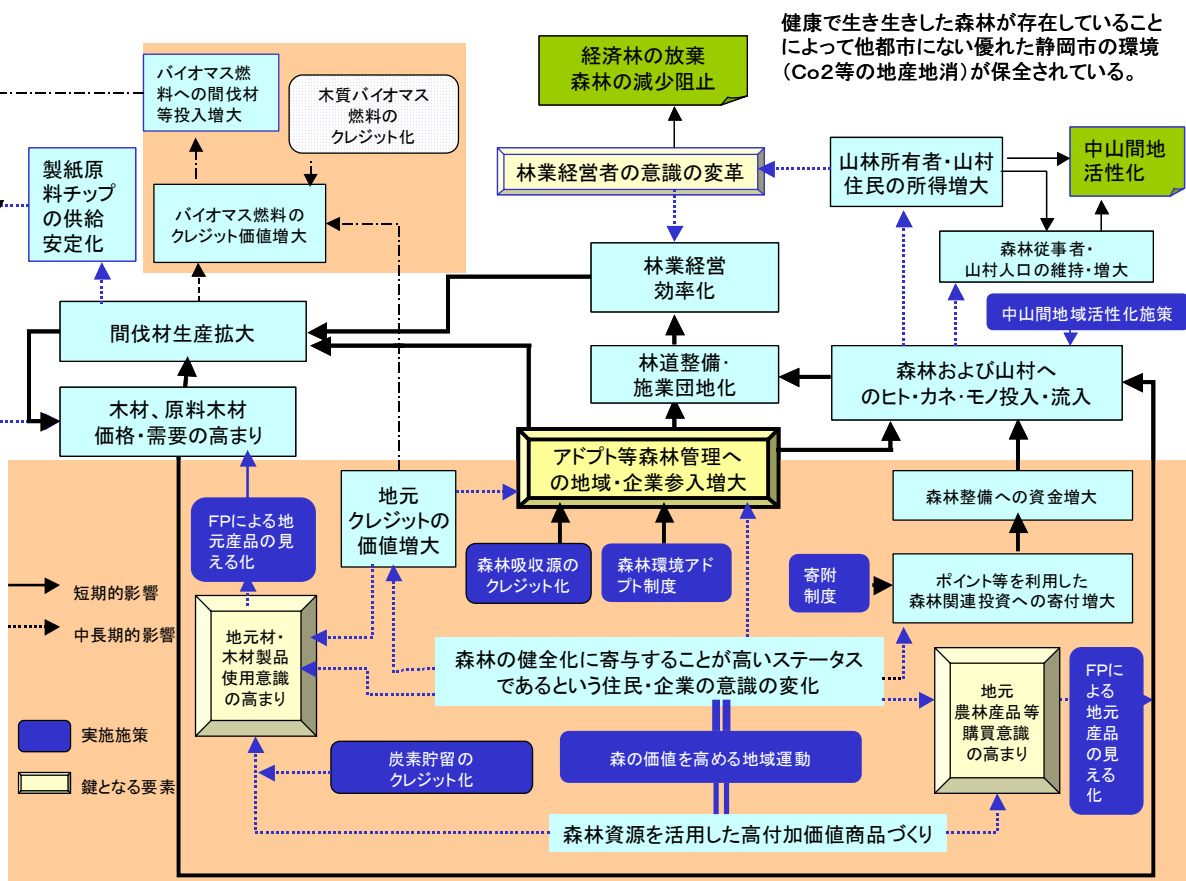 健康で生き生きした森林が存在していること
によって他都市にない優れた静岡市の環境
(Co2等の地産地消)が保全されている。
経済林の放棄
森林の減少阻止
バイオマス燃
料への間伐材
等投入増大
木質バイオマス
燃料の
クレジット化
製紙原
料チップ
の供給
安定化
林業経営者の意識の変革
山林所有者・山村
住民の所得増大
中山間地
活性化
バイオマス燃料の
クレジット価値増大
林業経営
効率化
森林従事者・
山村人口の維持・増大
中山間地域活性化施策
間伐材生産拡大
林道整備・
施業団地化
森林および山村へ
のヒト・カネ・モノ投入・流入
木材、原料木材
価格・需要の高まり
アドプト等森林管理へ
の地域・企業参入増大
地元
クレジットの
価値増大
森林整備への資金増大
FPによる地
元産品の見
える化
森林吸収源の
クレジット化
森林環境アド
プト制度
寄附
制度
ポイント等を利用した
森林関連投資への寄付増大
短期的影響
中長期的影響
地元材・
木材製品
使用意識
の高まり
森林の健全化に寄与することが高いステータス
であるという住民・企業の意識の変化
地元
農林産品等
購買意識
の高まり
FPに
よる
地元
産品
の見
える
化
実施施策
鍵となる要素
炭素貯留の
クレジット化
森の価値を高める地域運動
森林資源を活用した高付加価値商品づくり